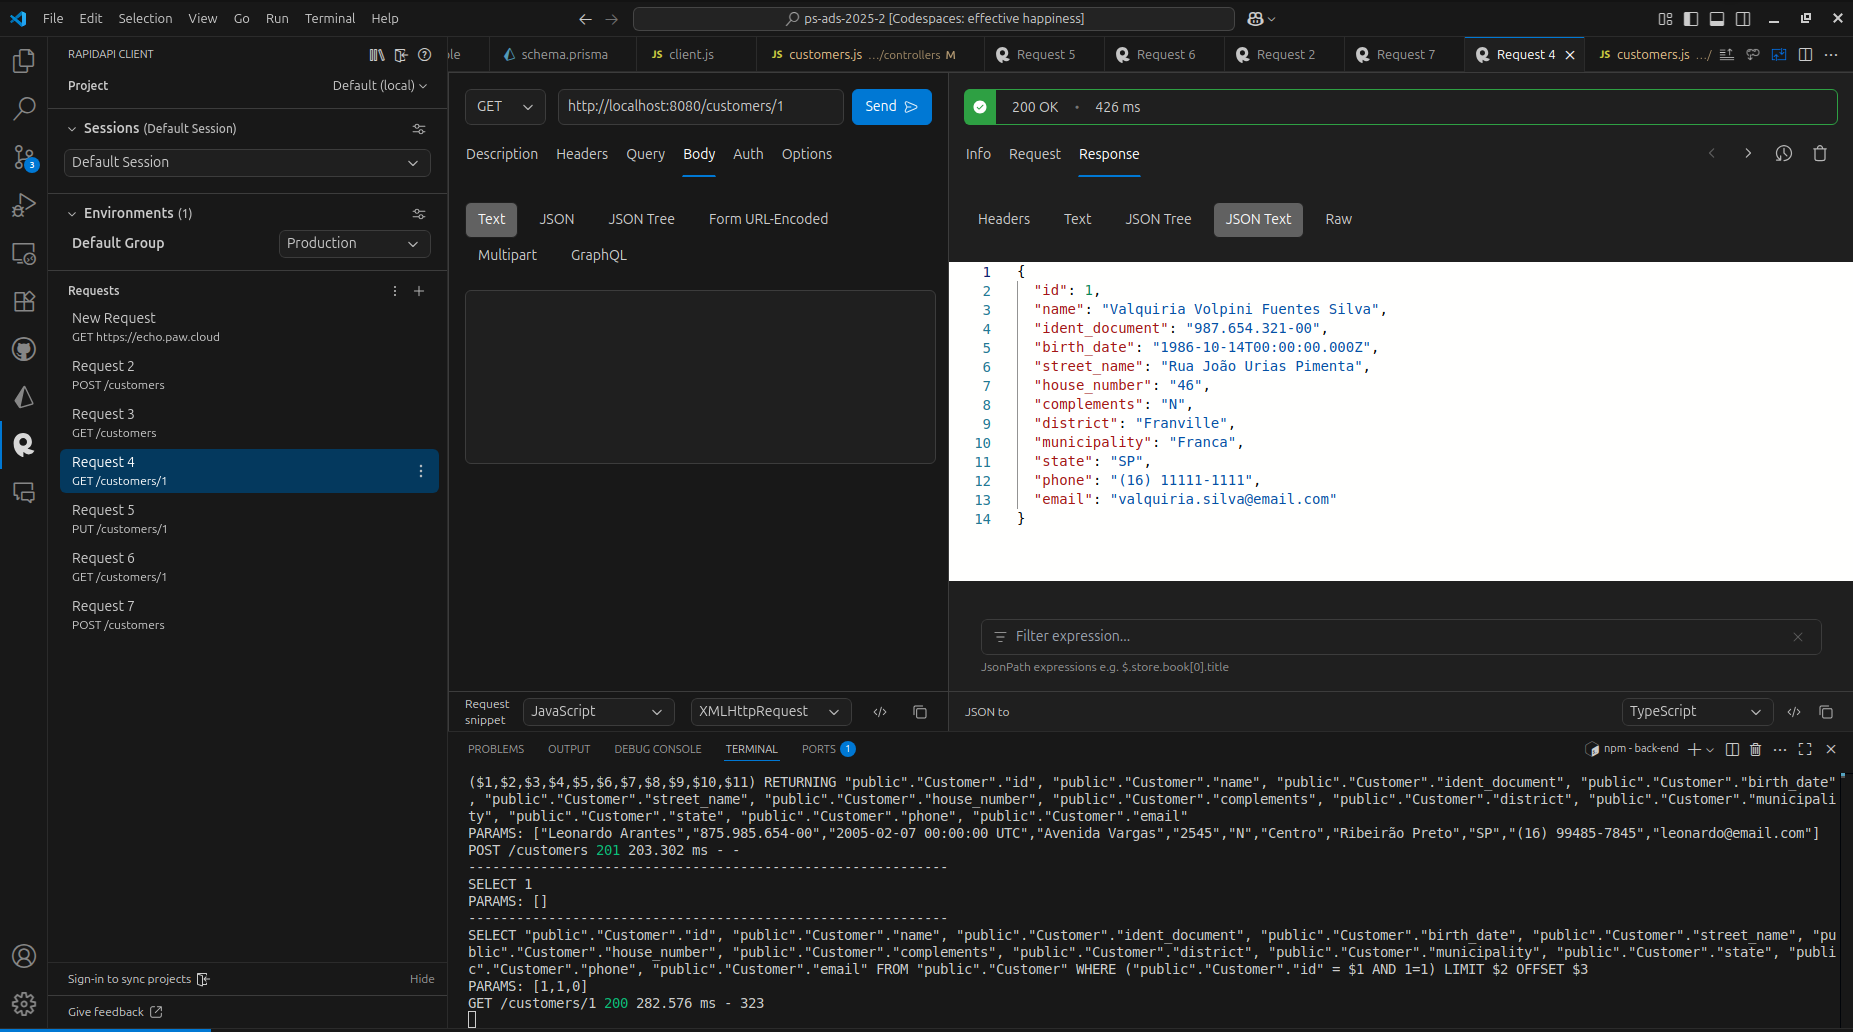 File Edit Selection View Go Run Terminal Help
ps-ads-2025-2 [Codespaces: effective happiness]
RAPIDAPI CLIENT
Project
Default (local)
Sessions (Default Session)
Default Session
Environments (1)
Default Group
Production
Requests
New Request
GET https://echo.paw.cloud
Request 2
POST /customers
Request 3
GET /customers
Request 4
GET /customers/1
Request 5
PUT /customers/1
Request 6
GET /customers/1
Request 7
POST /customers
Sign-in to sync projects
Hide
Give feedback
3
ole
schema.prisma
JS client.js
JS customers.js .../controllers M
Request 5
Request 6
Request 2
Request 7
Request 4
JS customers.js .../
GET
http://localhost:8080/customers/1
Send
Description Headers Query Body Auth Options
Text JSON JSON Tree Form URL-Encoded
Multipart GraphQL
Request snippet
JavaScript
XMLHttpRequest
200 OK • 426 ms
Info Request Response
Headers Text JSON Tree JSON Text Raw
1 {
2 "id": 1,
3 "name": "Valquiria Volpini Fuentes Silva",
4 "ident_document": "987.654.321-00",
5 "birth_date": "1986-10-14T00:00:00.000Z",
6 "street_name": "Rua João Urias Pimenta",
7 "house_number": "46",
8 "complements": "N",
9 "district": "Franville",
10 "municipality": "Franca",
11 "state": "SP",
12 "phone": "(16) 11111-1111",
13 "email": "valquiria.silva@email.com"
14 }
Filter expression...
JsonPath expressions e.g. $.store.book[0].title
JSON to
TypeScript
PROBLEMS OUTPUT DEBUG CONSOLE TERMINAL PORTS 1
npm - back-end
($1,$2,$3,$4,$5,$6,$7,$8,$9,$10,$11) RETURNING "public"."Customer"."id", "public"."Customer"."name", "public"."Customer"."ident_document", "public"."Customer"."birth_date"
, "public"."Customer"."street_name", "public"."Customer"."house_number", "public"."Customer"."complements", "public"."Customer"."district", "public"."Customer"."municipali
ty", "public"."Customer"."state", "public"."Customer"."phone", "public"."Customer"."email"
PARAMS: ["Leonardo Arantes","875.985.654-00","2005-02-07 00:00:00 UTC","Avenida Vargas","2545","N","Centro","Ribeirão Preto","SP","(16) 99485-7845","leonardo@email.com"]
POST /customers 201 203.302 ms - -
------------------------------------------------------------
SELECT 1
PARAMS: []
------------------------------------------------------------
SELECT "public"."Customer"."id", "public"."Customer"."name", "public"."Customer"."ident_document", "public"."Customer"."birth_date", "public"."Customer"."street_name", "pu
blic"."Customer"."house_number", "public"."Customer"."complements", "public"."Customer"."district", "public"."Customer"."municipality", "public"."Customer"."state", "publi
c"."Customer"."phone", "public"."Customer"."email" FROM "public"."Customer" WHERE ("public"."Customer"."id" = $1 AND 1=1) LIMIT $2 OFFSET $3
PARAMS: [1,1,0]
GET /customers/1 200 282.576 ms - 323